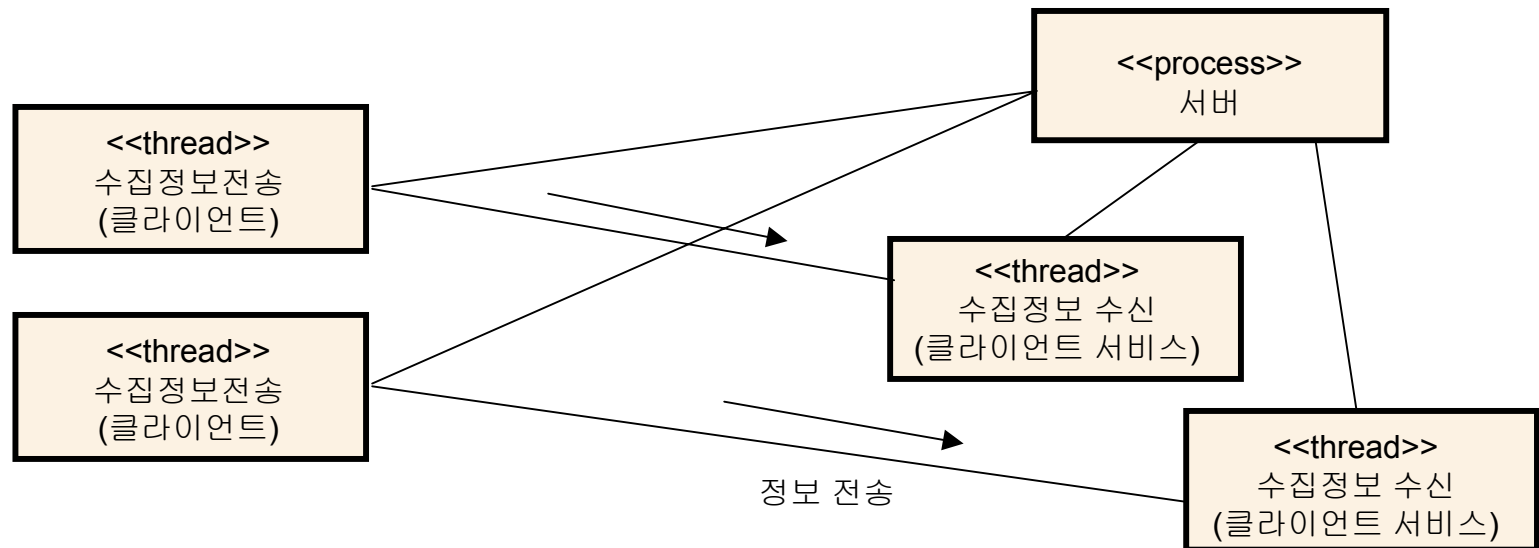 <<process>>
서버
<<thread>>
수집정보전송
(클라이언트)
<<thread>>
수집정보 수신
(클라이언트 서비스)
<<thread>>
수집정보전송
(클라이언트)
<<thread>>
수집정보 수신
(클라이언트 서비스)
정보 전송